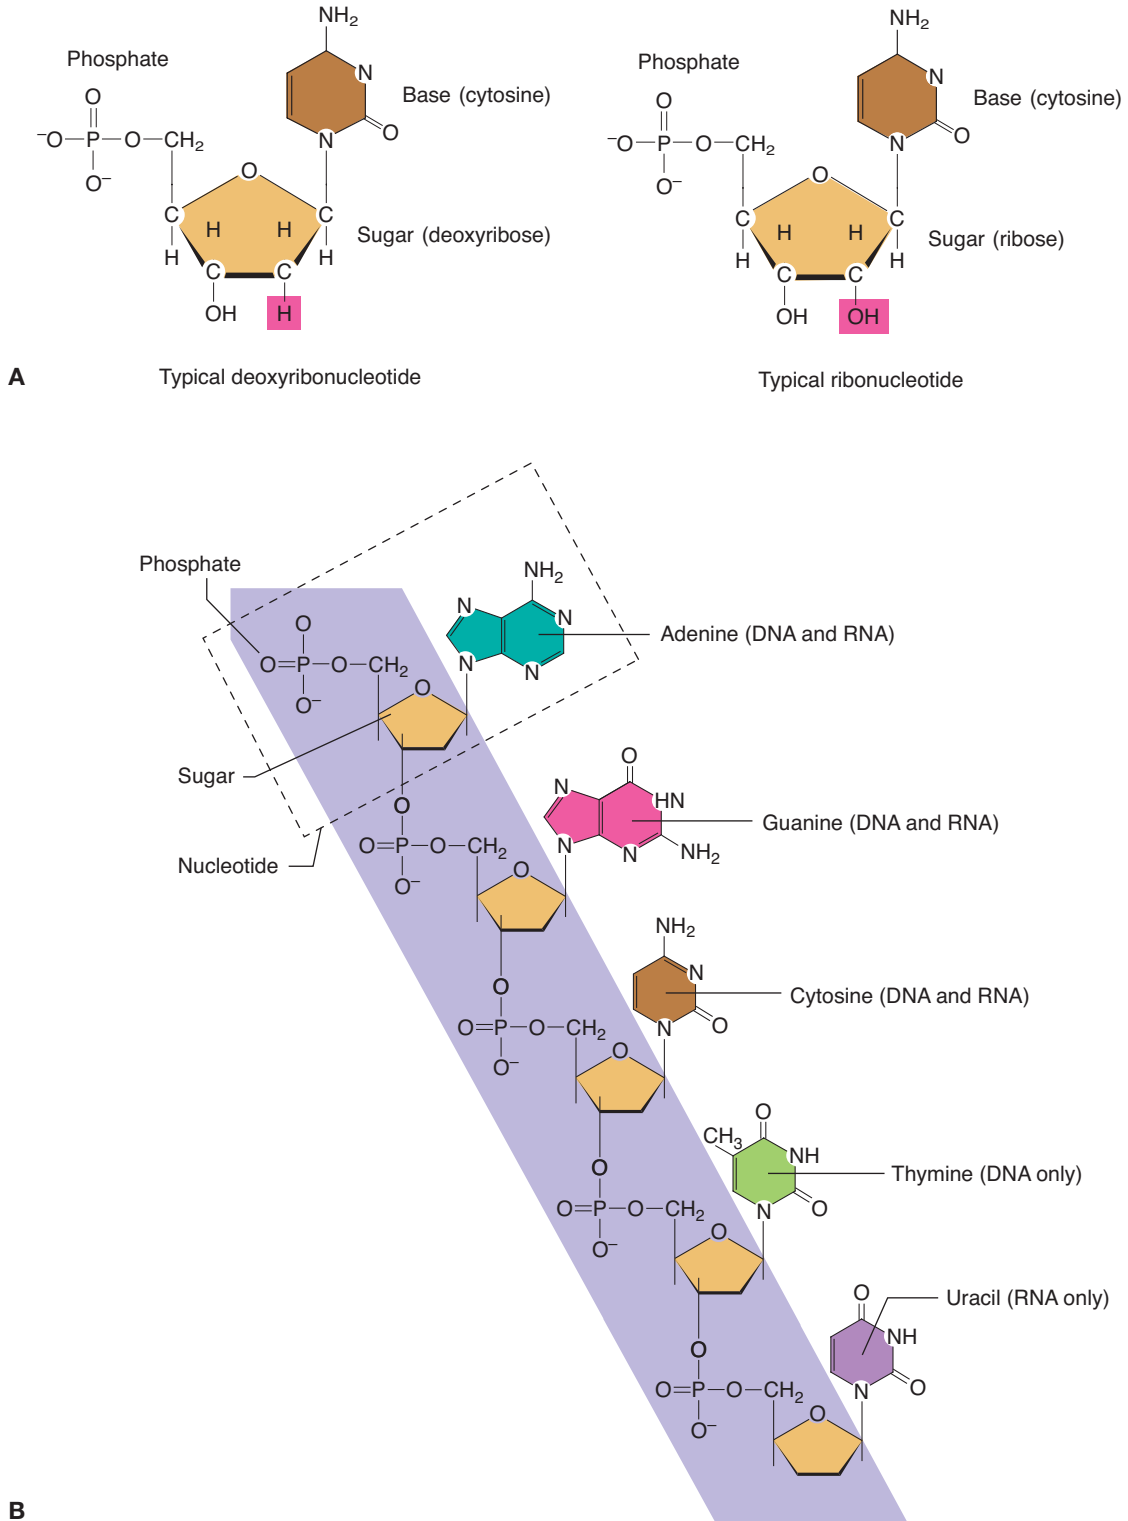 NH2
Phosphate
N
O
Base (cytosine)
−O P O CH2
N
O
O−
O
C
C
H
H
Sugar (deoxyribose)
H
H
C
C
OH
H
Typical deoxyribonucleotide
NH2
Phosphate
N
O
Base (cytosine)
−O P O CH2
N
O
O−
O
C
C
H
H
Sugar (ribose)
H
H
C
C
OH
OH
Typical ribonucleotide
A
Phosphate
NH2
N
N
O
Adenine (DNA and RNA)
O P O CH2
N
N
O−
O
Sugar
O
O
N
HN
Guanine (DNA and RNA)
O P O CH2
N
N
NH2
Nucleotide
O−
O
NH2
N
O
Cytosine (DNA and RNA)
O P O CH2
N
O
O−
O
O
CH3
NH
O
Thymine (DNA only)
O P O CH2
N
O
O−
O
O
Uracil (RNA only)
NH
O
O P O CH2
N
O
O−
O
B